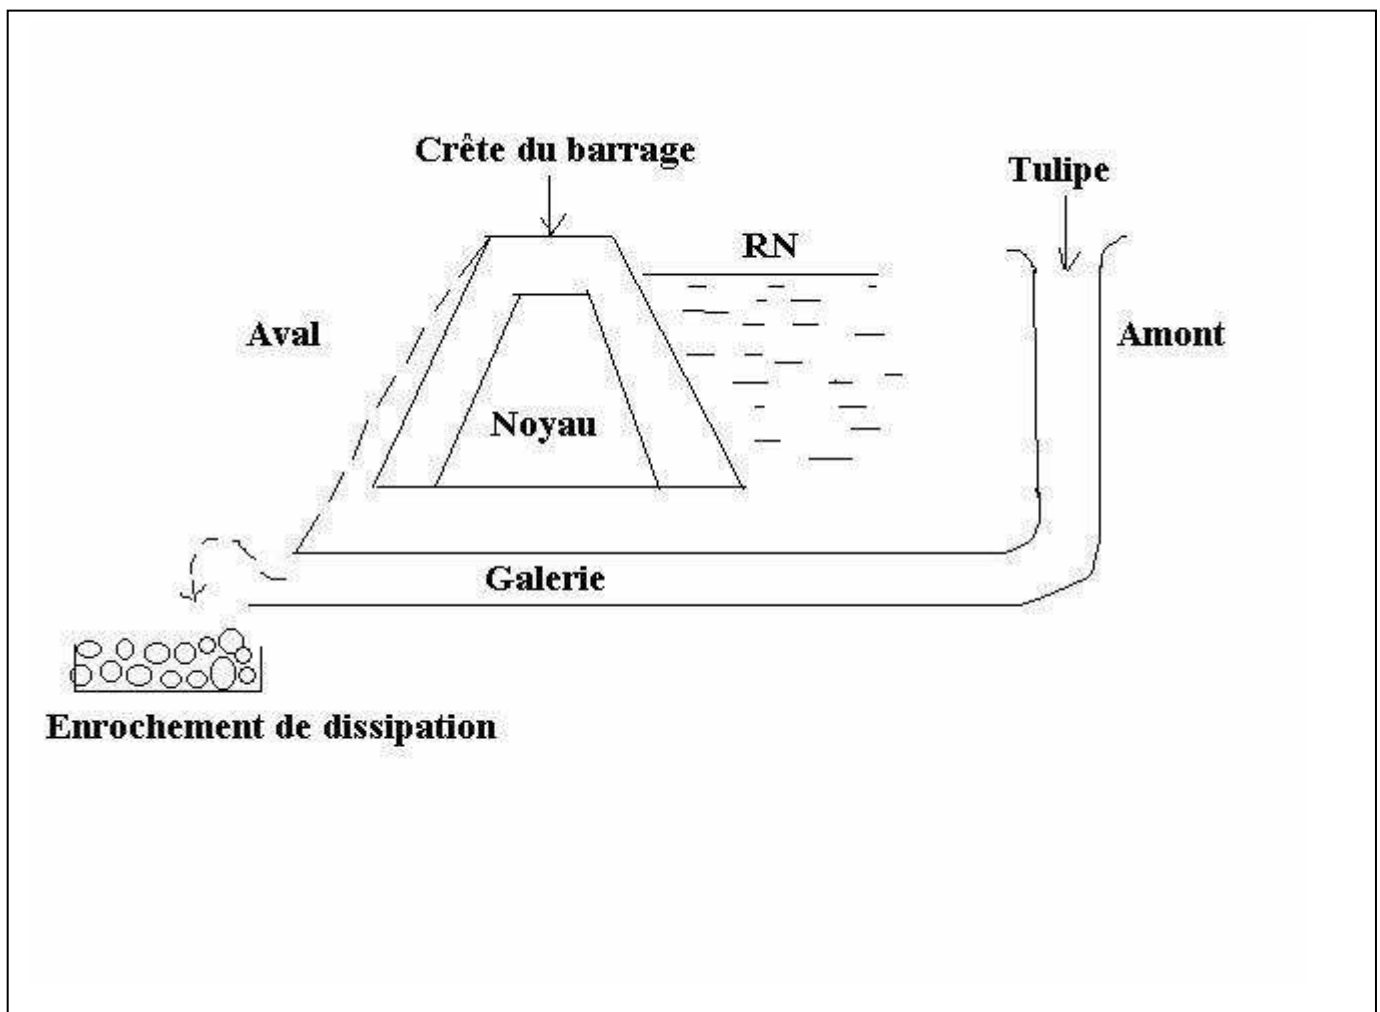 Crête du barrage
Tulipe
RN
Aval
Amont
Noyau
Galerie
Enrochement de dissipation